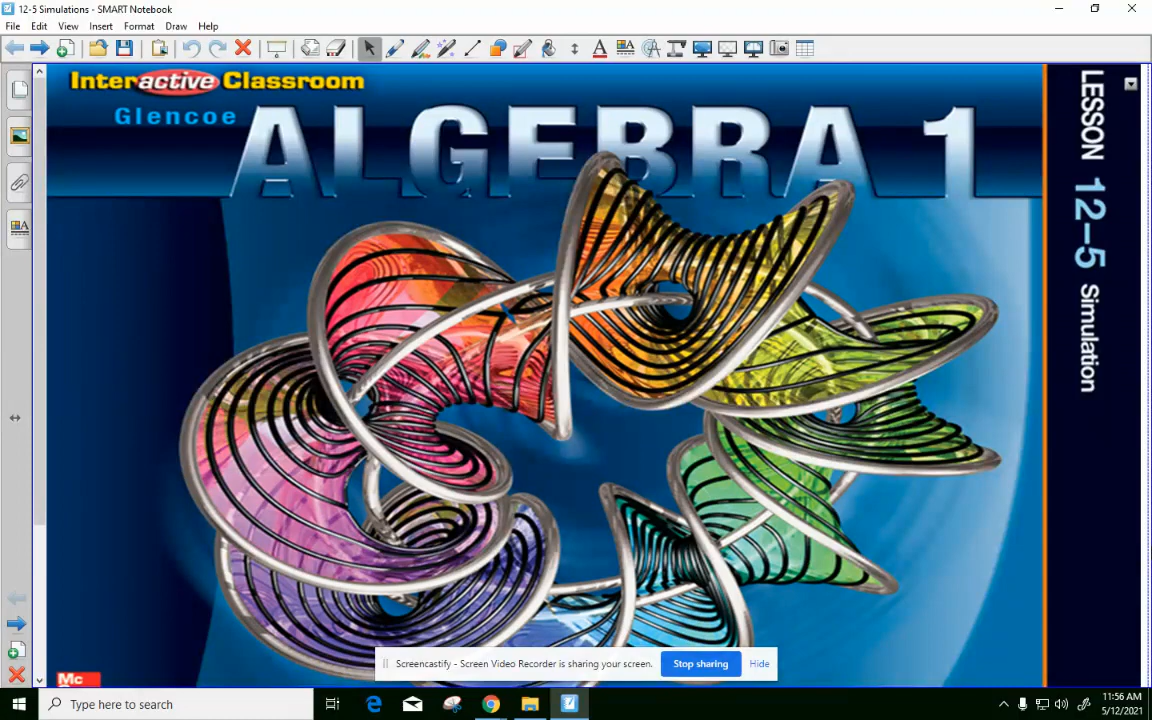 12-5 Simulations - SMART Notebook
File Edit View Insert Format Draw Help
Interactive Classroom
Glencoe
ALGEBRA 1
LESSON 12–5 Simulation
Mc
Screencastify - Screen Video Recorder is sharing your screen. Stop sharing Hide
Type here to search
11:56 AM
5/12/2021